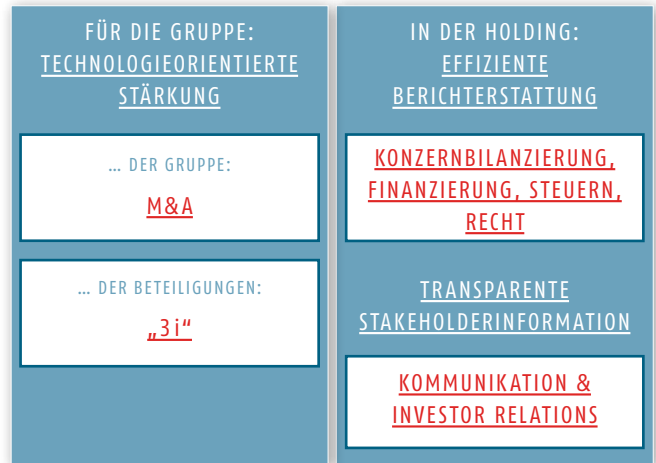 FÜR DIE GRUPPE:
TECHNOLOGIEORIENTIERTE
STÄRKUNG
... DER GRUPPE:
M&A
... DER BETEILIGUNGEN:
„3i“
IN DER HOLDING:
EFFIZIENTE
BERICHTERSTATTUNG
KONZERNBILANZIERUNG,
FINANZIERUNG, STEUERN,
RECHT
TRANSPARENTE
STAKEHOLDERINFORMATION
KOMMUNIKATION &
INVESTOR RELATIONS